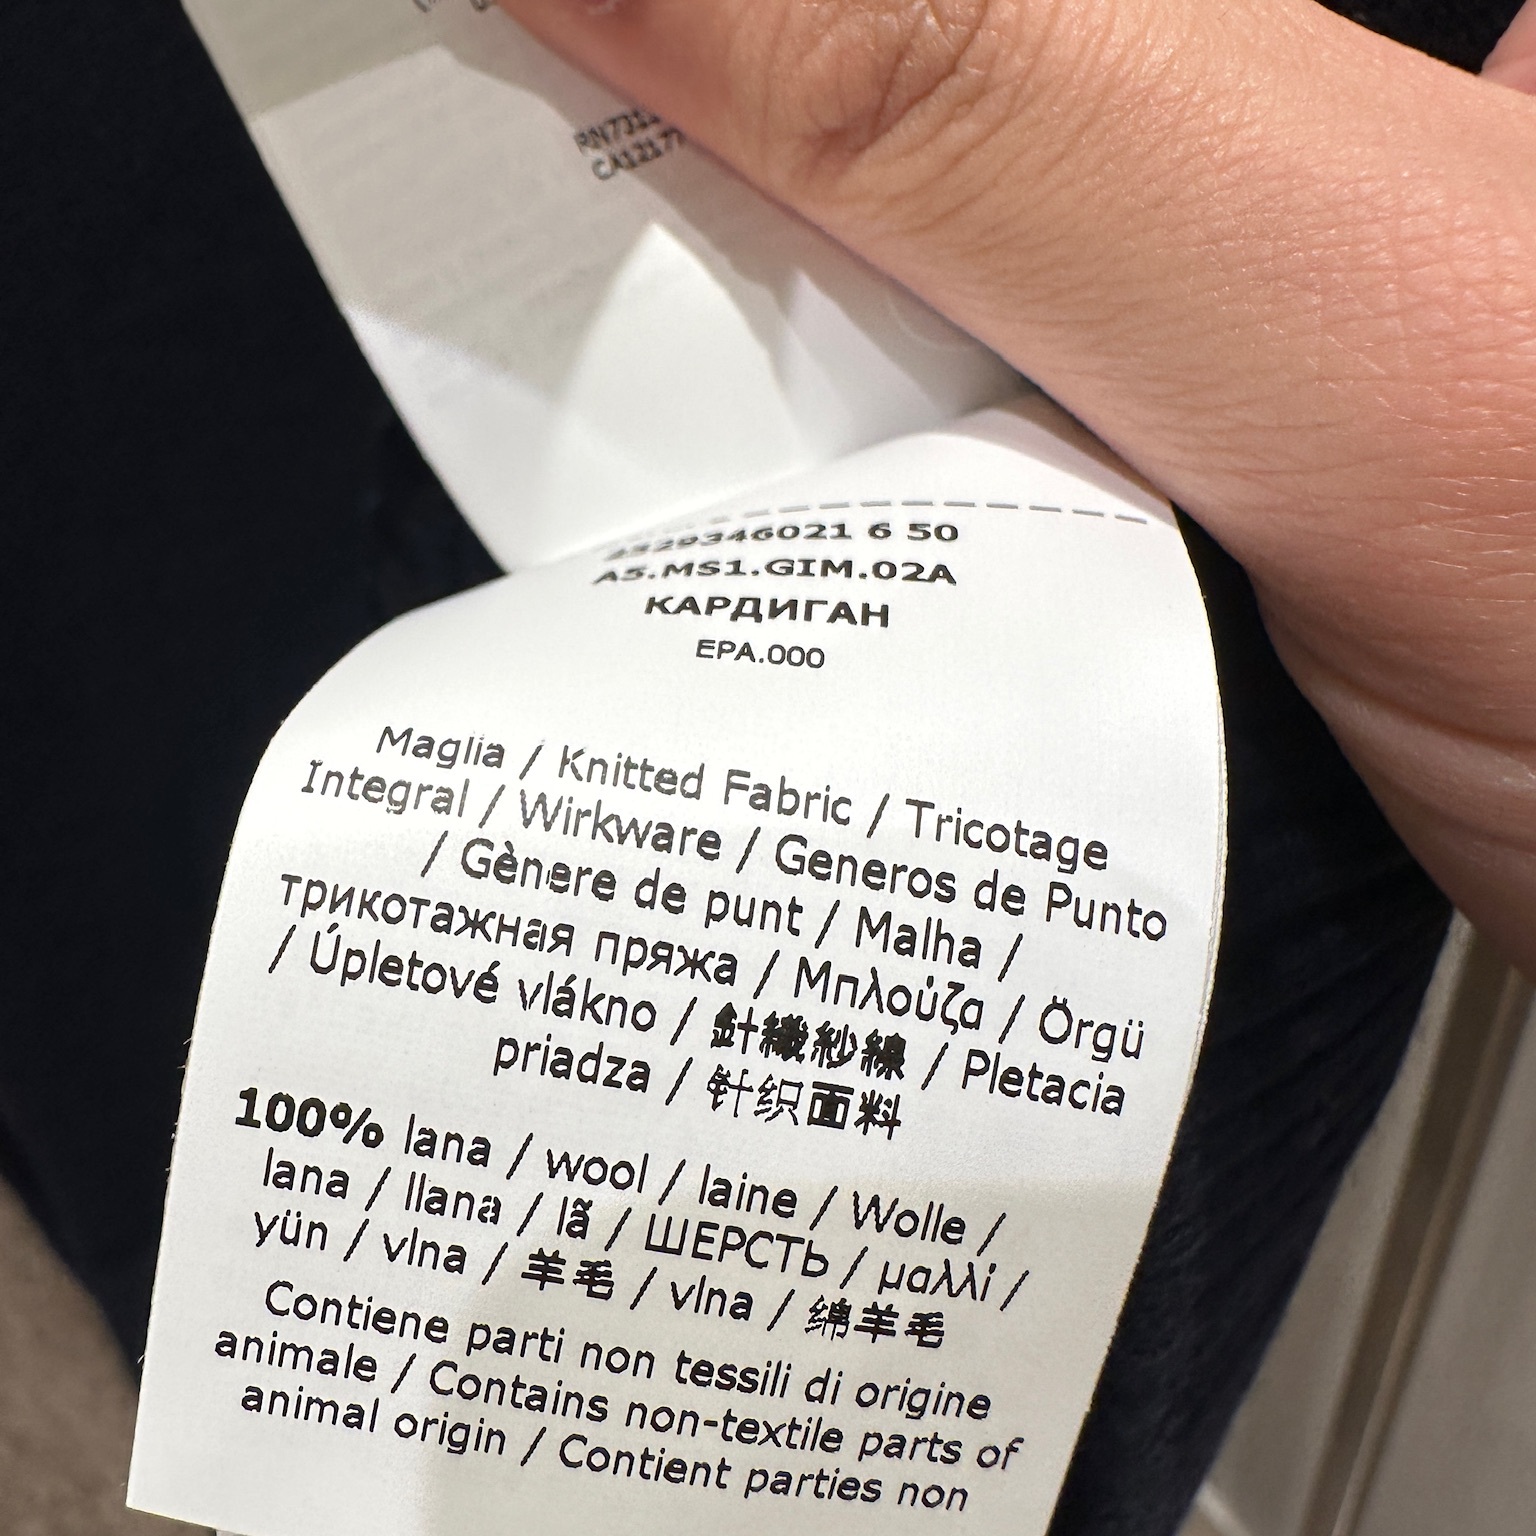 6 50
A5.MS1.GIM.02A
КАРДИГАН
EPA.000
Maglia / Knitted Fabric / Tricotage
Integral / Wirkware / Generos de Punto
/ Gènere de punt / Malha /
трикотажная пряжа / Μπλούζα / Örgü
/ Úpletové vlákno / 針織紗線 / Pletacia
priadza / 针织面料
100% lana / wool / laine / Wolle /
lana / llana / lã / ШЕРСТЬ / μαλλί /
yün / vlna / 羊毛 / vlna / 绵羊毛
Contiene parti non tessili di origine
animale / Contains non-textile parts of
animal origin / Contient parties non